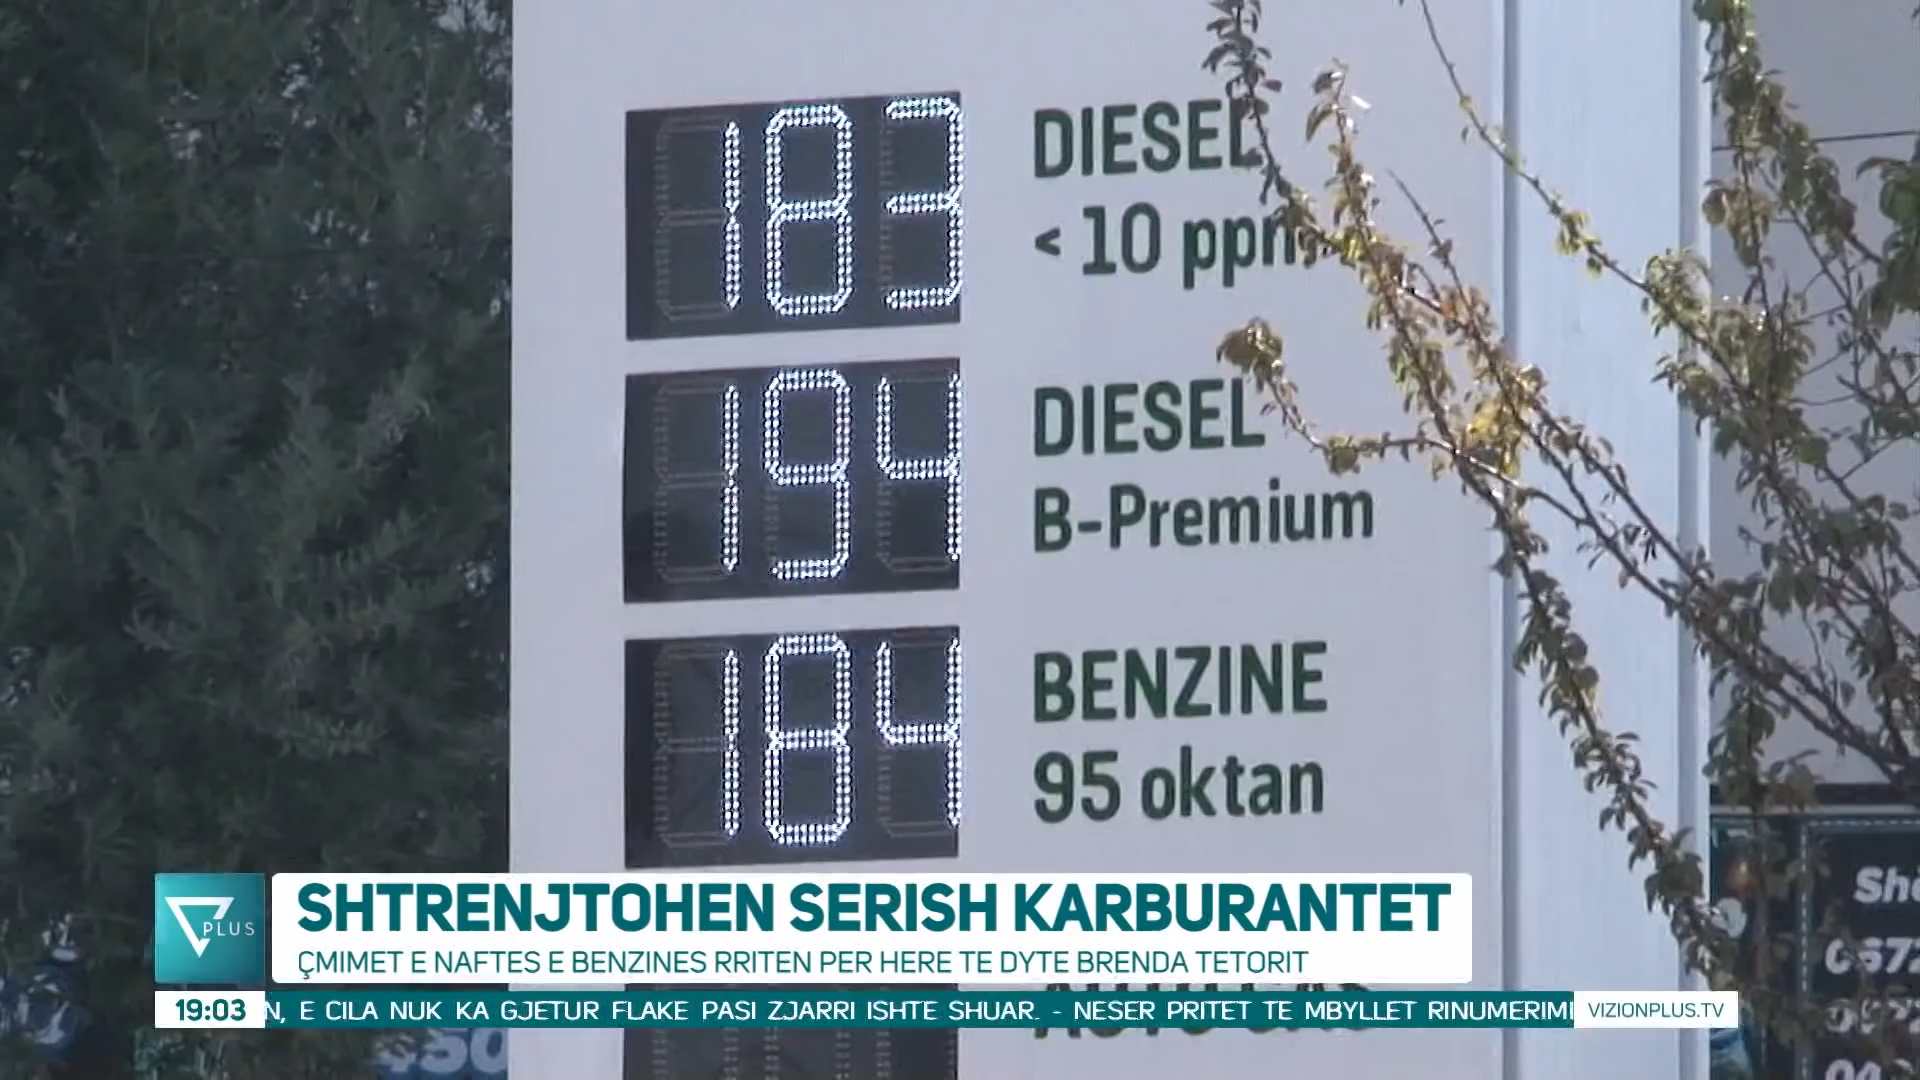 183
DIESEL
< 10 ppm
194
DIESEL
B-Premium
184
BENZINE
95 oktan
PLUS
SHTRENJTOHEN SERISH KARBURANTET
ÇMIMET E NAFTES E BENZINES RRITEN PER HERE TE DYTE BRENDA TETORIT
19:03 N, E CILA NUK KA GJETUR FLAKE PASI ZJARRI ISHTE SHUAR. - NESER PRITET TE MBYLLET RINUMERIMI VIZIONPLUS.TV